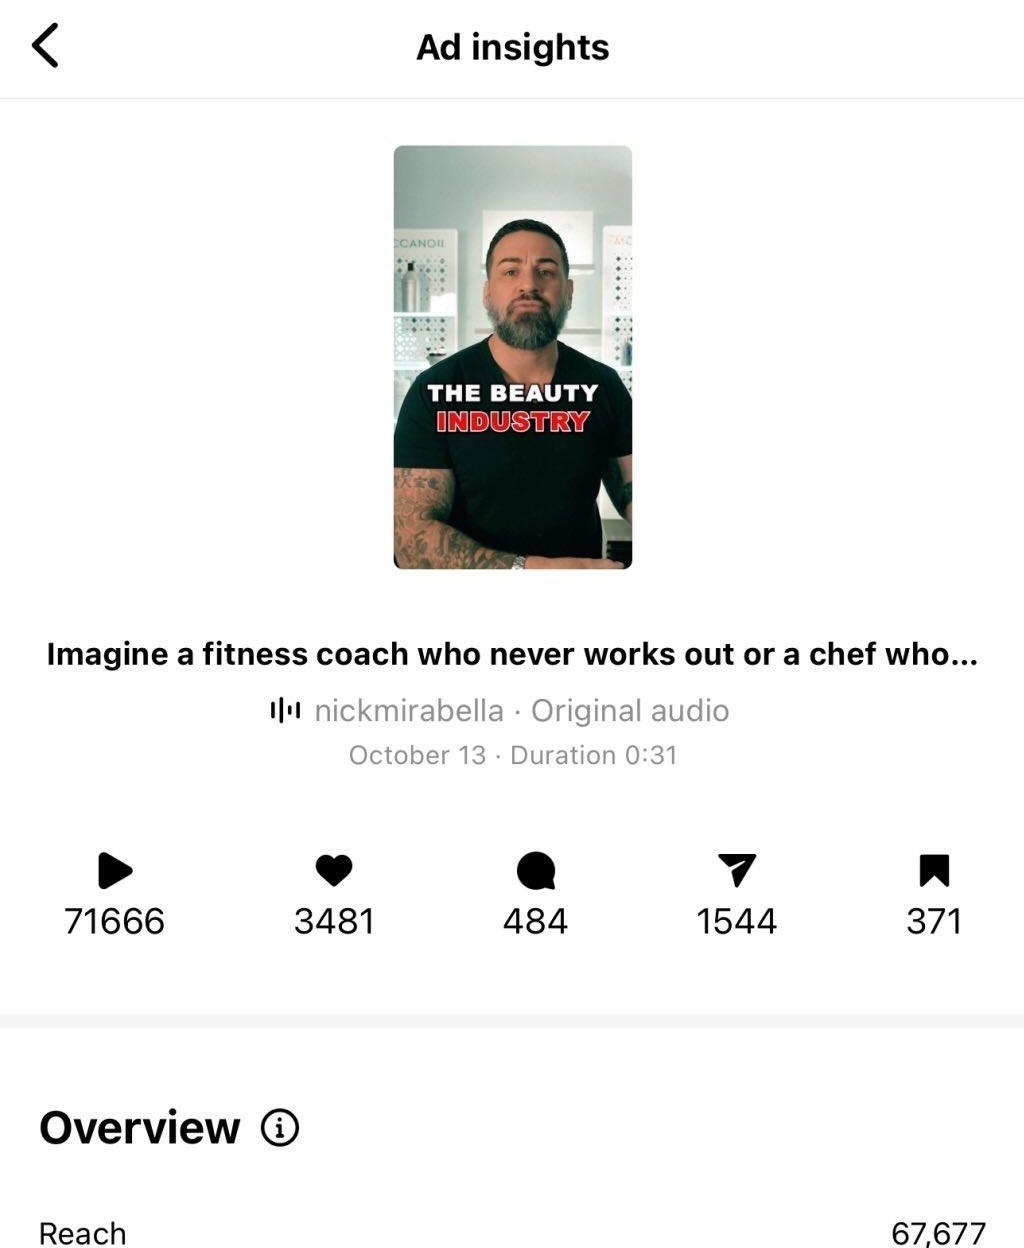 Ad insights
CCANOII
THE BEAUTY
INDUSTRY
Imagine a fitness coach who never works out or a chef who...
nickmirabella · Original audio
October 13 · Duration 0:31
71666 3481 484 1544 371
Overview
Reach 67,677